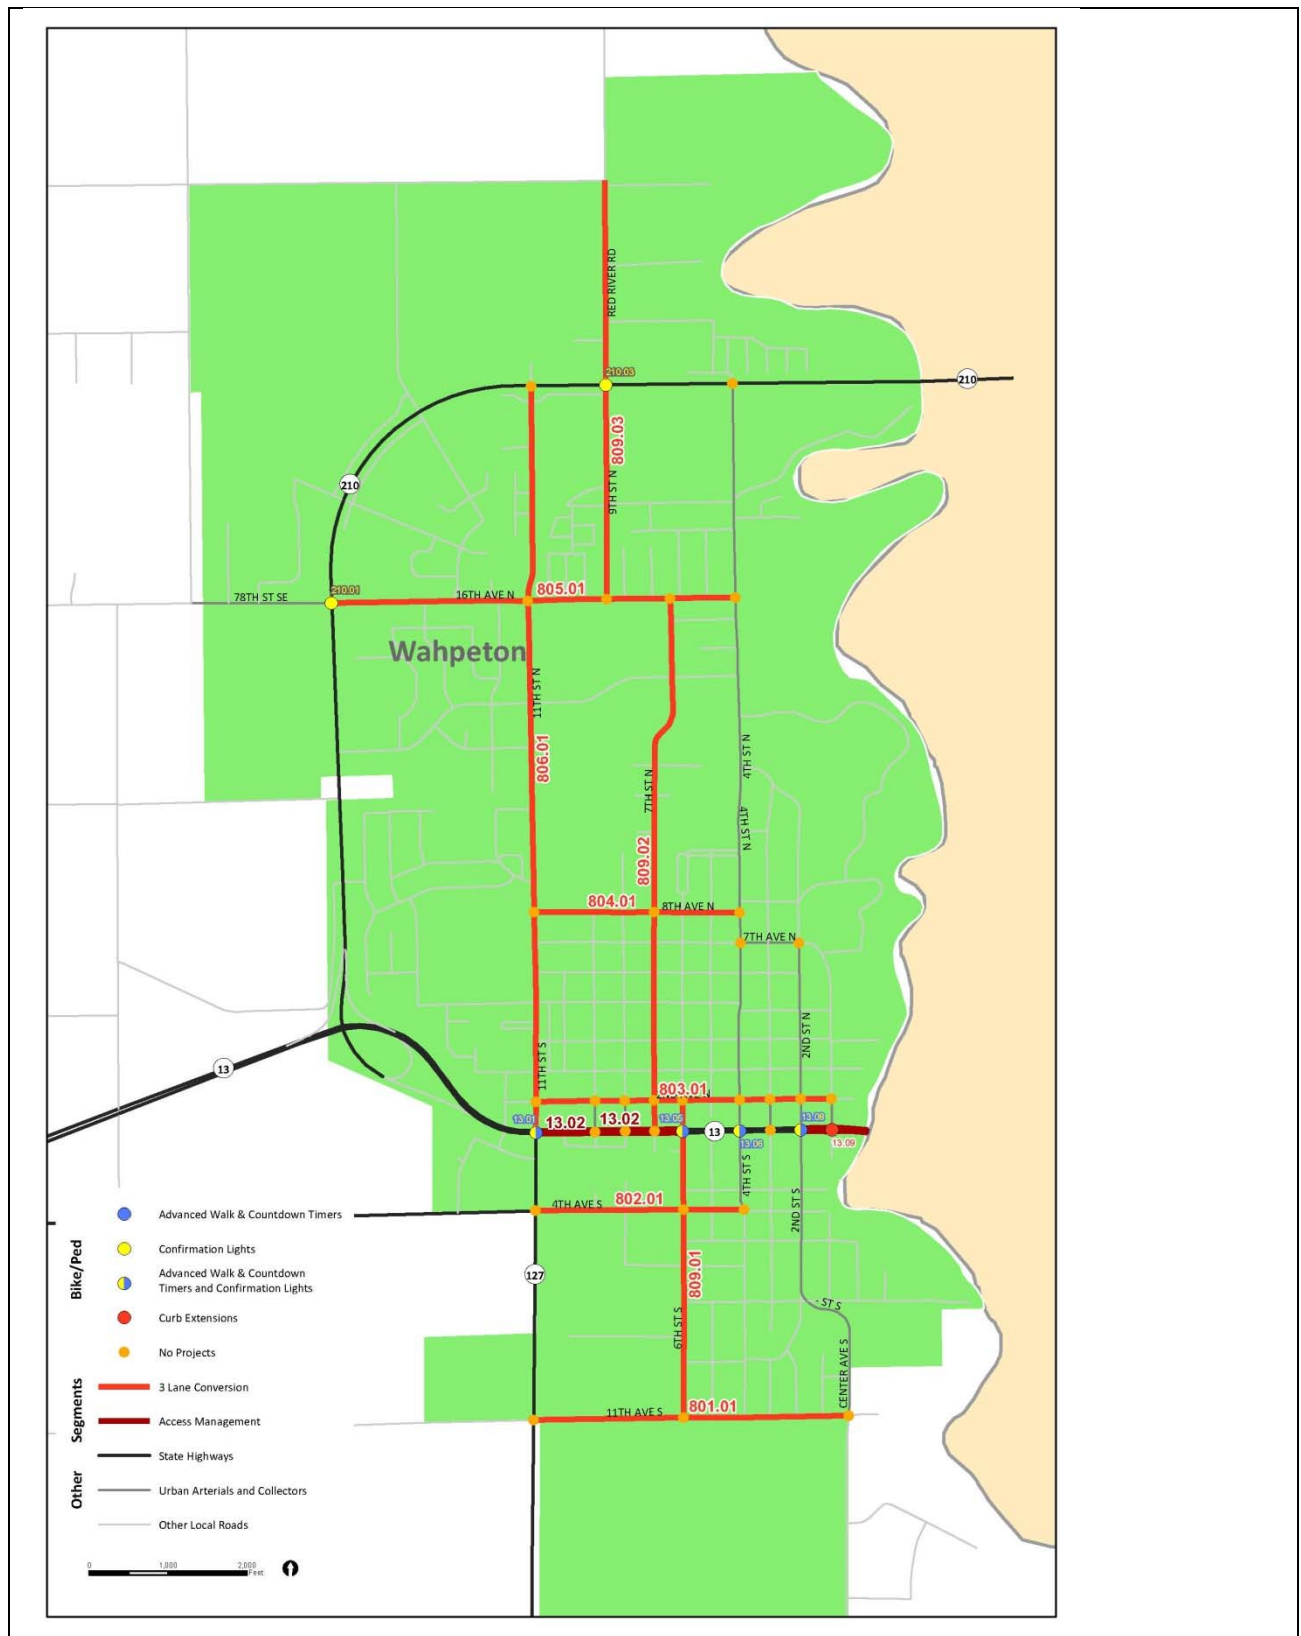 RED RIVER RD
210.03
210
809.03
210
9TH ST N
210.01
805.01
78TH ST SE
16TH AVE N
Wahpeton
11TH ST N
806.01
4TH ST N
7TH ST N
4TH ST N
809.02
804.01
8TH AVE N
7TH AVE N
2ND ST N
11TH ST S
13
803.01
13.01
13.02
13.02
13.05
13
13.06
13.08
13.09
4TH ST S
4TH AVE S
802.01
2ND ST S
127
809.01
- ST S
6TH ST S
CENTER AVE S
11TH AVE S
801.01
Bike/Ped
Advanced Walk & Countdown Timers
Confirmation Lights
Advanced Walk & Countdown
Timers and Confirmation Lights
Curb Extensions
No Projects
Segments
3 Lane Conversion
Access Management
Other
State Highways
Urban Arterials and Collectors
Other Local Roads
0 1,000 2,000
Feet